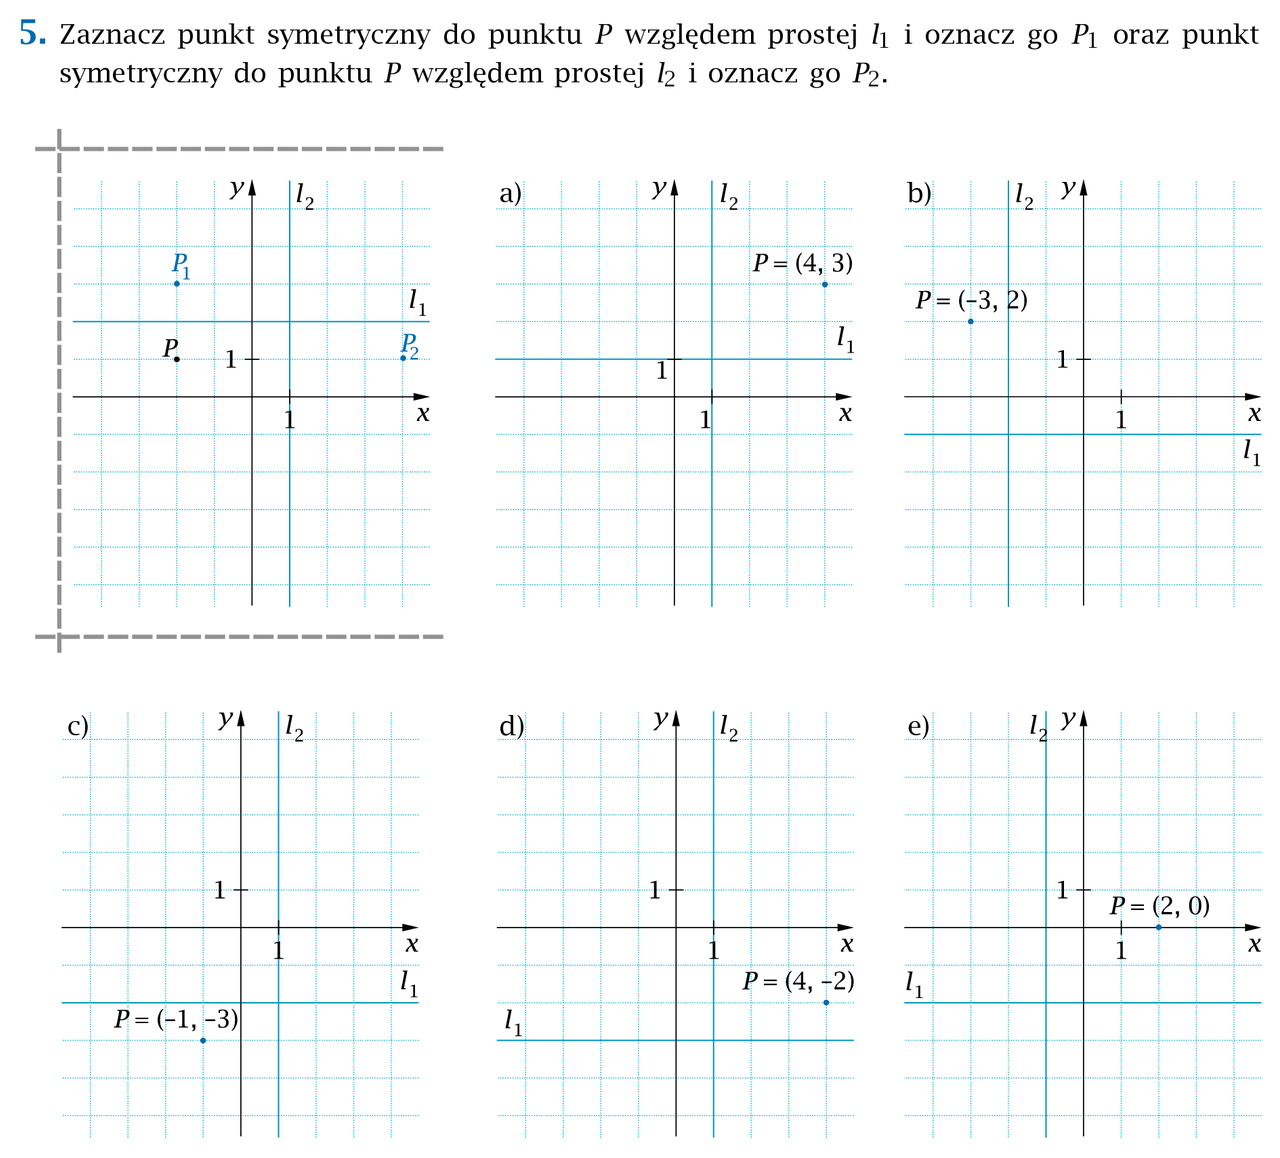 5. Zaznacz punkt symetryczny do punktu P względem prostej l₁ i oznacz go P₁ oraz punkt
symetryczny do punktu P względem prostej l₂ i oznacz go P₂.
y
l₂
P₁
l₁
P
1
P₂
1
x
a)
y
l₂
P = (4, 3)
l₁
1
1
x
b)
l₂
y
P = (–3, 2)
1
1
x
l₁
c)
y
l₂
1
1
x
l₁
P = (–1, –3)
d)
y
l₂
1
1
x
P = (4, –2)
l₁
e)
l₂
y
1
P = (2, 0)
1
x
l₁